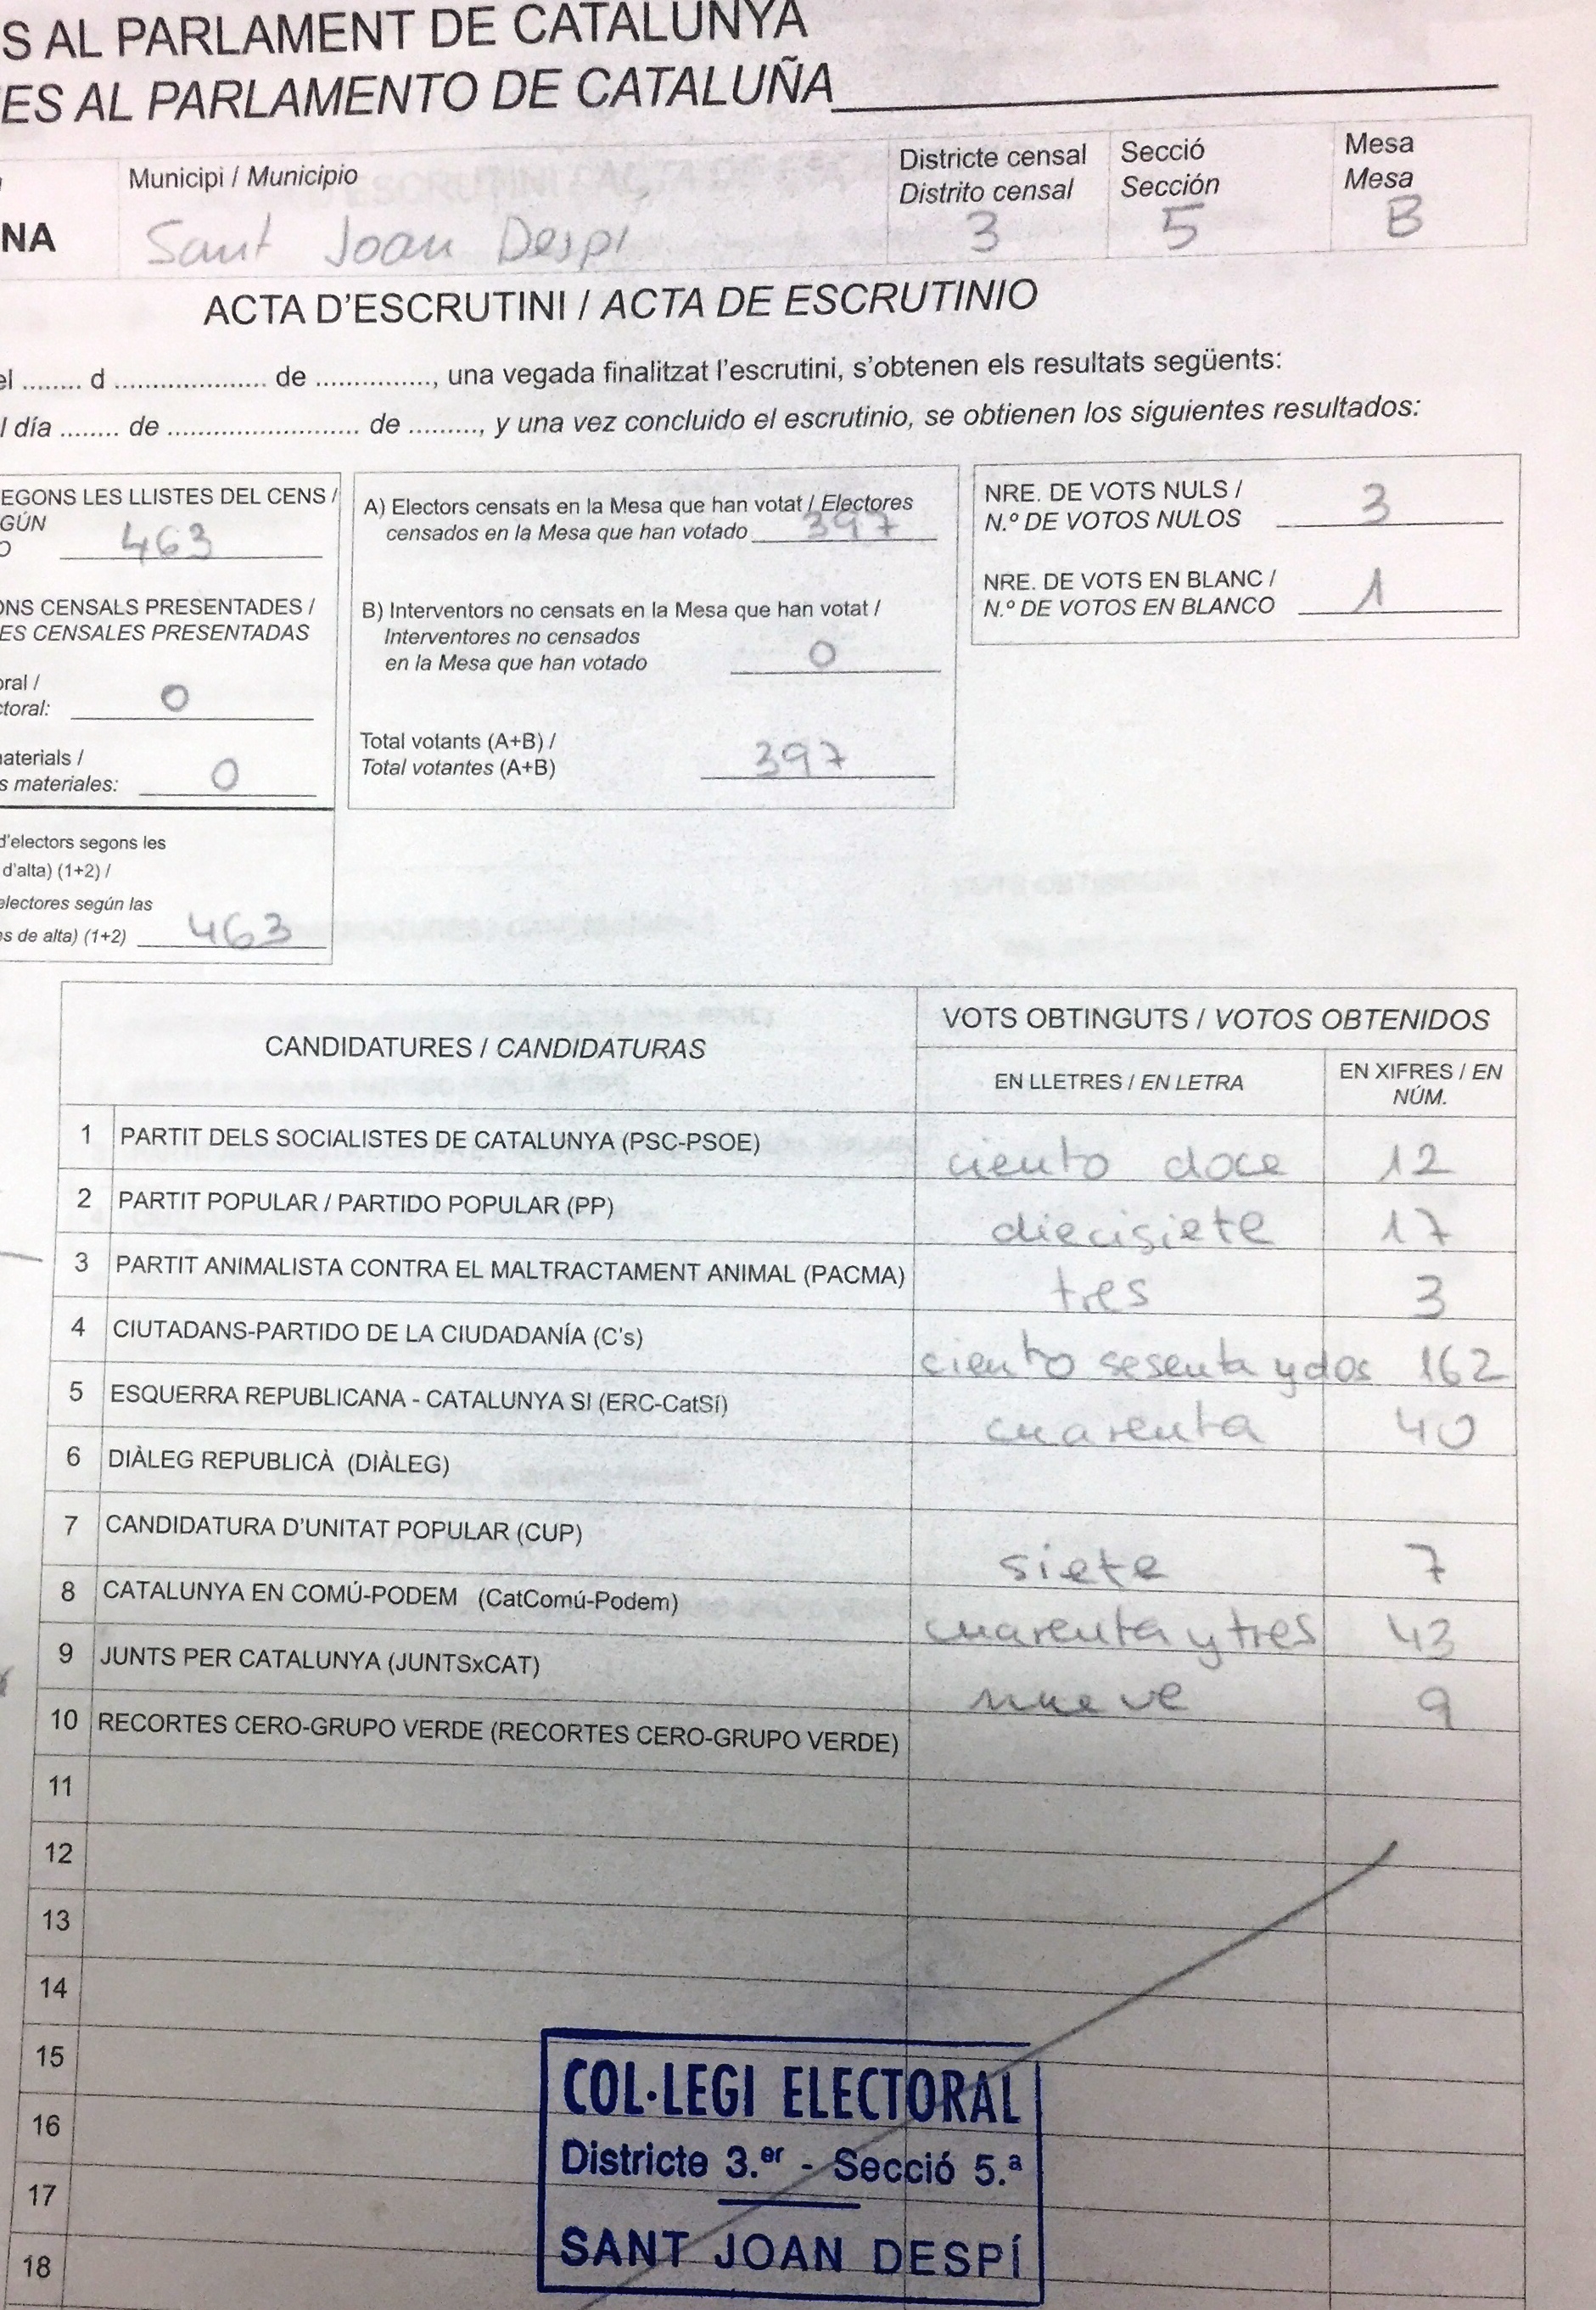 S AL PARLAMENT DE CATALUNYA
ES AL PARLAMENTO DE CATALUÑA
Municipi / Municipio
Districte censal
Distrito censal
Secció
Sección
Mesa
Mesa
NA
Sant Joan Despi
3
5
B
ACTA D'ESCRUTINI / ACTA DE ESCRUTINIO
el ........ d ..................... de ................, una vegada finalitzat l'escrutini, s'obtenen els resultats següents:
l día ........ de .......................... de .........., y una vez concluido el escrutinio, se obtienen los siguientes resultados:
EGONS LES LLISTES DEL CENS /
GÚN
O 463
ONS CENSALS PRESENTADES /
ES CENSALES PRESENTADAS
oral /
ctoral: 0
materials /
s materiales: 0
d'electors segons les
d'alta) (1+2) /
electores según las
s de alta) (1+2) 463
A) Electors censats en la Mesa que han votat / Electores
censados en la Mesa que han votado 397
B) Interventors no censats en la Mesa que han votat /
Interventores no censados
en la Mesa que han votado 0
Total votants (A+B) /
Total votantes (A+B) 397
NRE. DE VOTS NULS /
N.º DE VOTOS NULOS 3
NRE. DE VOTS EN BLANC /
N.º DE VOTOS EN BLANCO 1
CANDIDATURES / CANDIDATURAS
VOTS OBTINGUTS / VOTOS OBTENIDOS
EN LLETRES / EN LETRA
EN XIFRES / EN
NÚM.
1 PARTIT DELS SOCIALISTES DE CATALUNYA (PSC-PSOE) ciento doce 12
2 PARTIT POPULAR / PARTIDO POPULAR (PP) diecisiete 17
3 PARTIT ANIMALISTA CONTRA EL MALTRACTAMENT ANIMAL (PACMA) tres 3
4 CIUTADANS-PARTIDO DE LA CIUDADANÍA (C's) ciento sesenta y dos 162
5 ESQUERRA REPUBLICANA - CATALUNYA SI (ERC-CatSí) cuarenta 40
6 DIÀLEG REPUBLICÀ (DIÀLEG)
7 CANDIDATURA D'UNITAT POPULAR (CUP) siete 7
8 CATALUNYA EN COMÚ-PODEM (CatComú-Podem) cuarenta y tres 43
9 JUNTS PER CATALUNYA (JUNTSxCAT) nueve 9
10 RECORTES CERO-GRUPO VERDE (RECORTES CERO-GRUPO VERDE)
11
12
13
14
15
16
17
18
COL·LEGI ELECTORAL
Districte 3.er - Secció 5.ª
SANT JOAN DESPÍ